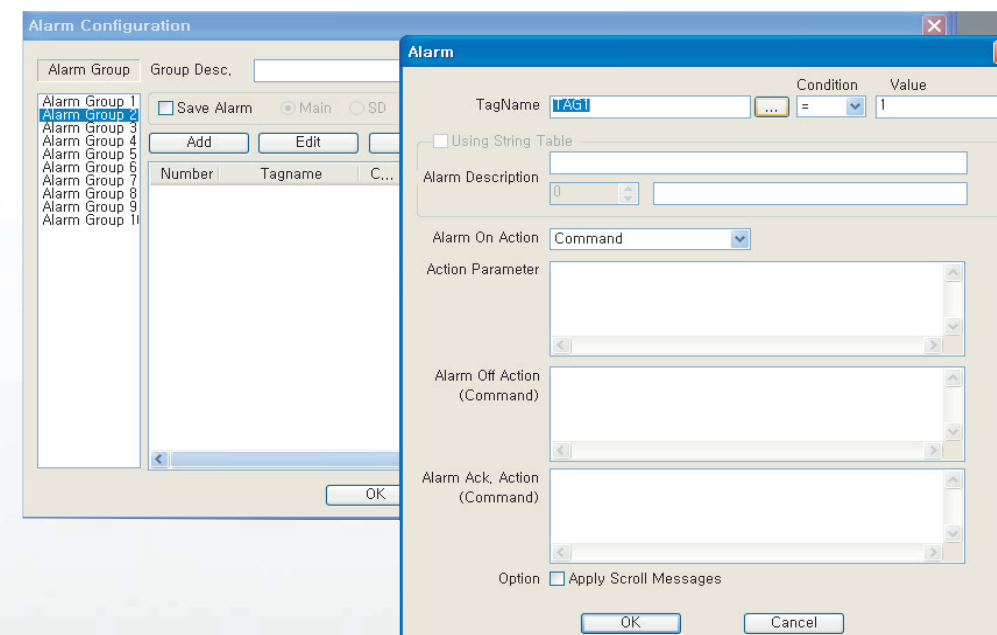 Alarm Configuration
Alarm Group
Group Desc.
Alarm Group 1
Alarm Group 2
Alarm Group 3
Alarm Group 4
Alarm Group 5
Alarm Group 6
Alarm Group 7
Alarm Group 8
Alarm Group 9
Alarm Group 10
Save Alarm Main SD
Add Edit
Number Tagname C...
OK
Alarm
Condition Value
TagName TAG1 ... = 1
Using String Table
Alarm Description
0
Alarm On Action Command
Action Parameter
Alarm Off Action
(Command)
Alarm Ack. Action
(Command)
Option Apply Scroll Messages
OK Cancel